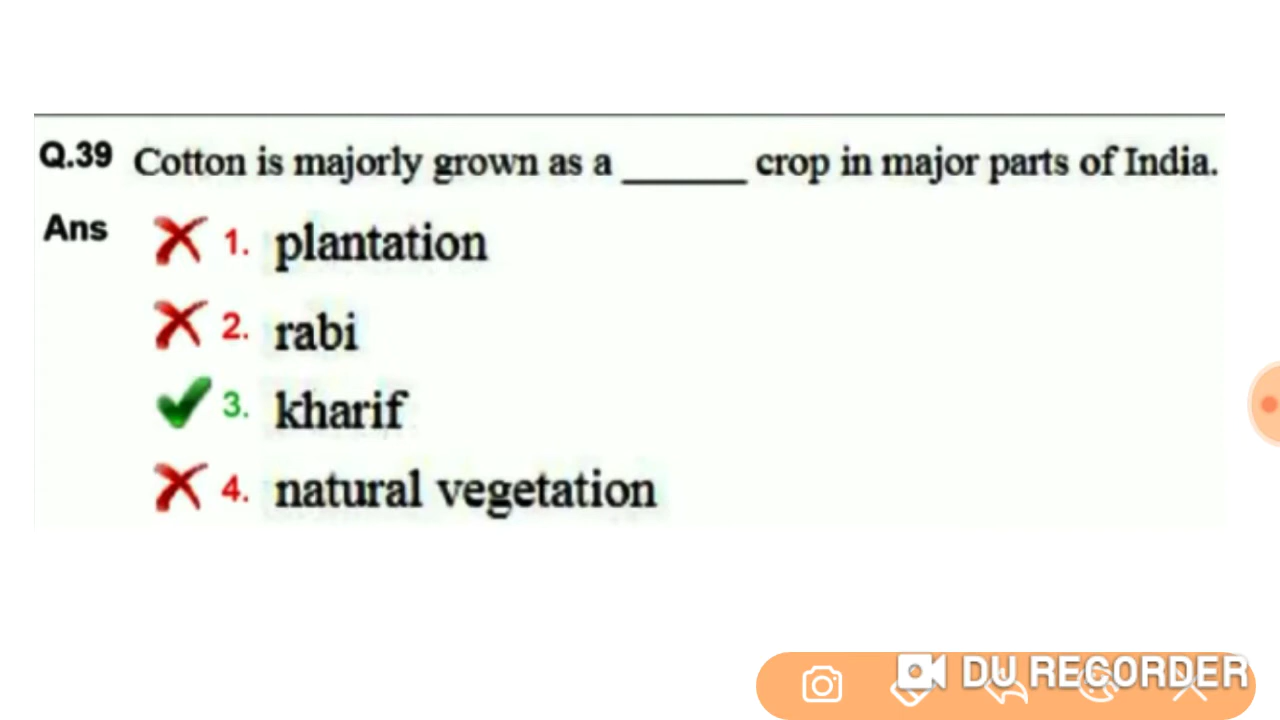 Q.39 Cotton is majorly grown as a ______ crop in major parts of India.
Ans 1. plantation
2. rabi
3. kharif
4. natural vegetation
DU RECORDER